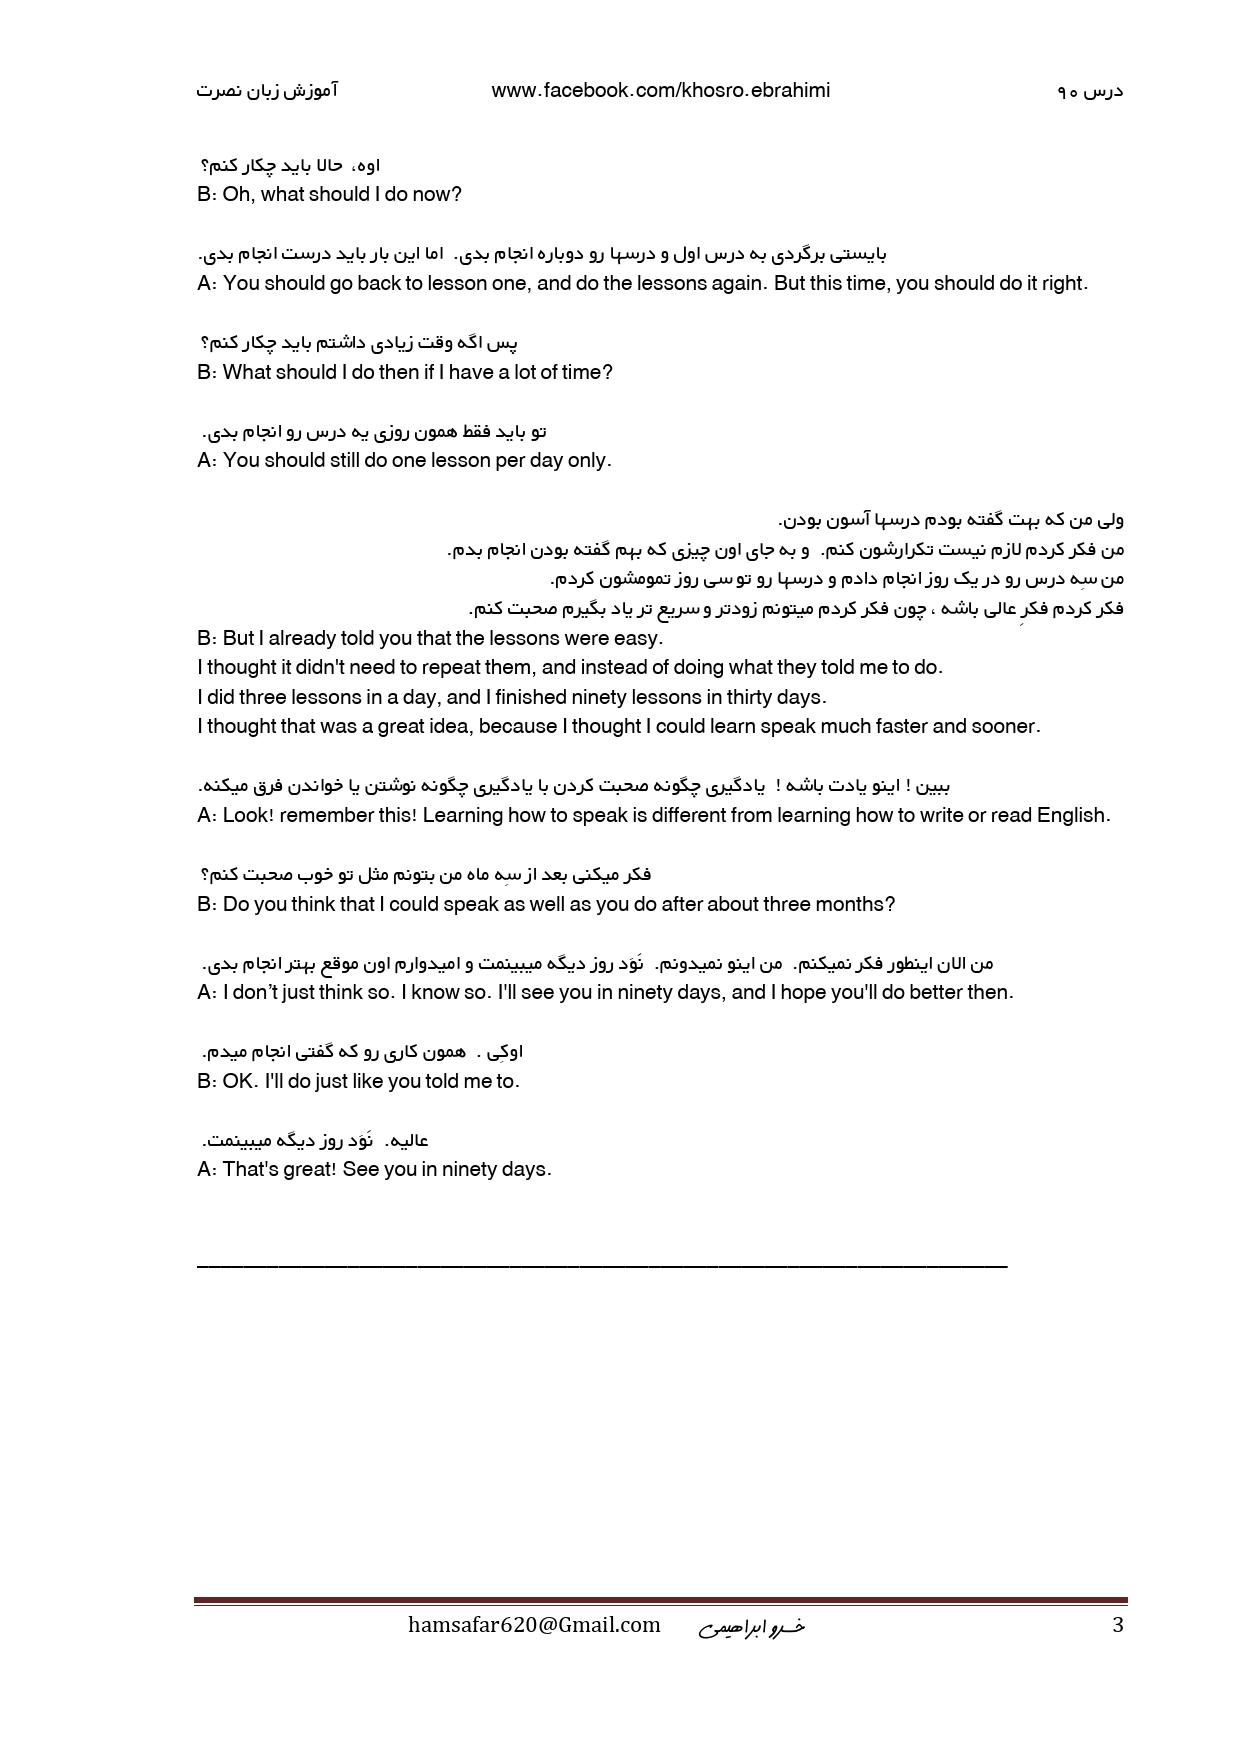 درس ۹۰ www.facebook.com/khosro.ebrahimi آموزش زبان نصرت
اوه، حالا باید چکار کنم؟
B: Oh, what should I do now?
بایستی برگردی به درس اول و درسها رو دوباره انجام بدی. اما این بار باید درست انجام بدی.
A: You should go back to lesson one, and do the lessons again. But this time, you should do it right.
پس اگه وقت زیادی داشتم باید چکار کنم؟
B: What should I do then if I have a lot of time?
تو باید فقط همون روزی یه درس رو انجام بدی.
A: You should still do one lesson per day only.
ولی من که بهت گفته بودم درسها آسون بودن.
من فکر کردم لازم نیست تکرارشون کنم. و به جای اون چیزی که بهم گفته بودن انجام بدم.
من سِه درس رو در یک روز انجام دادم و درسها رو تو سی روز تمومشون کردم.
فکر کردم فکرِ عالی باشه ، چون فکر کردم میتونم زودتر و سریع تر یاد بگیرم صحبت کنم.
B: But I already told you that the lessons were easy.
I thought it didn't need to repeat them, and instead of doing what they told me to do.
I did three lessons in a day, and I finished ninety lessons in thirty days.
I thought that was a great idea, because I thought I could learn speak much faster and sooner.
ببین ! اینو یادت باشه ! یادگیری چگونه صحبت کردن با یادگیری چگونه نوشتن یا خواندن فرق میکنه.
A: Look! remember this! Learning how to speak is different from learning how to write or read English.
فکر میکنی بعد از سِه ماه من بتونم مثل تو خوب صحبت کنم؟
B: Do you think that I could speak as well as you do after about three months?
من الان اینطور فکر نمیکنم. من اینو نمیدونم. نَوَد روز دیگه میبینمت و امیدوارم اون موقع بهتر انجام بدی.
A: I don’t just think so. I know so. I'll see you in ninety days, and I hope you'll do better then.
اوکِی . همون کاری رو که گفتی انجام میدم.
B: OK. I'll do just like you told me to.
عالیه. نَوَد روز دیگه میبینمت.
A: That's great! See you in ninety days.
hamsafar620@Gmail.com خسرو ابراهیمی 3